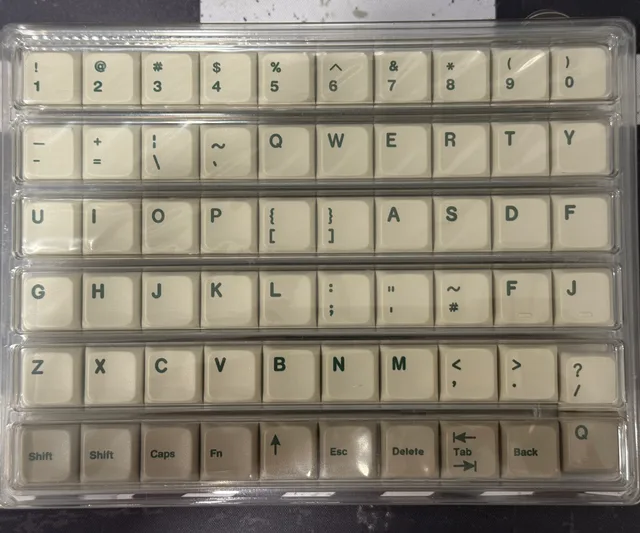 ! @ # $ % ^ & * ( )
1 2 3 4 5 6 7 8 9 0
— + ¦ ~ Q W E R T Y
- = \ `
U I O P { } A S D F
[ ]
G H J K L : " ~ F J
; ' #
Z X C V B N M < > ?
, . /
Shift Shift Caps Fn ↑ Esc Delete Tab Back Q